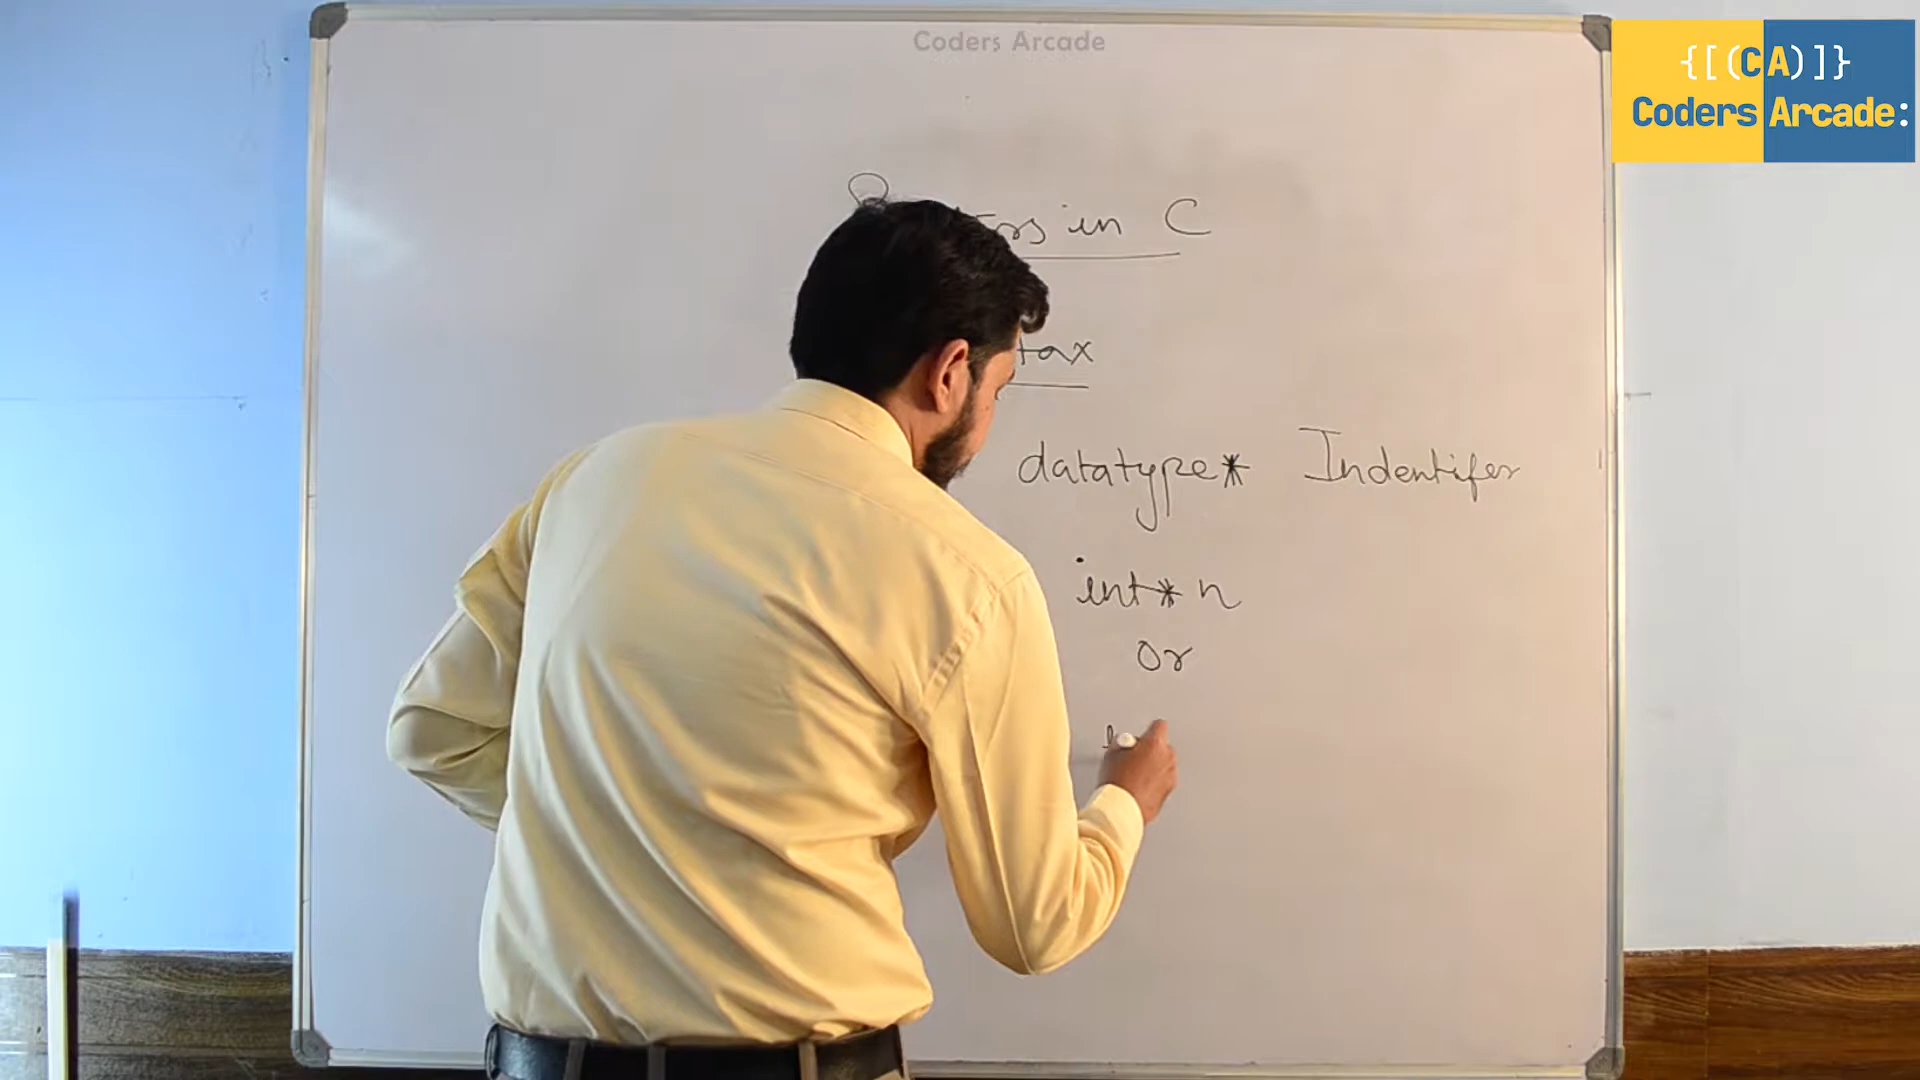 Coders Arcade
{[(CA)]}
Coders Arcade:
in C
datatype* Indentifer
int* n
Or